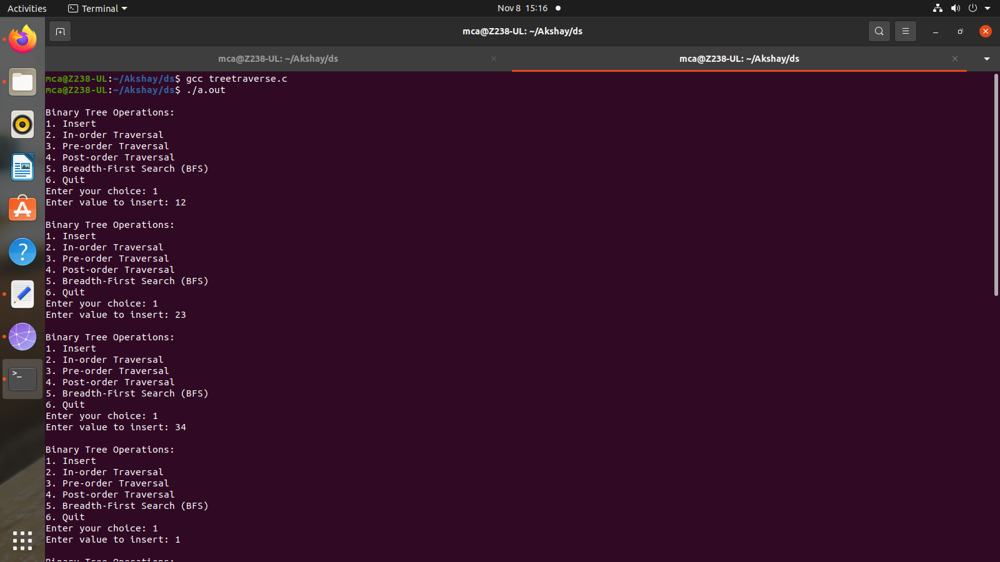 Activities
Terminal
Nov 8 15:16
mca@Z238-UL: ~/Akshay/ds
mca@Z238-UL: ~/Akshay/ds
mca@Z238-UL: ~/Akshay/ds
mca@Z238-UL:~/Akshay/ds$ gcc treetraverse.c
mca@Z238-UL:~/Akshay/ds$ ./a.out
Binary Tree Operations:
1. Insert
2. In-order Traversal
3. Pre-order Traversal
4. Post-order Traversal
5. Breadth-First Search (BFS)
6. Quit
Enter your choice: 1
Enter value to insert: 12
Binary Tree Operations:
1. Insert
2. In-order Traversal
3. Pre-order Traversal
4. Post-order Traversal
5. Breadth-First Search (BFS)
6. Quit
Enter your choice: 1
Enter value to insert: 23
Binary Tree Operations:
1. Insert
2. In-order Traversal
3. Pre-order Traversal
4. Post-order Traversal
5. Breadth-First Search (BFS)
6. Quit
Enter your choice: 1
Enter value to insert: 34
Binary Tree Operations:
1. Insert
2. In-order Traversal
3. Pre-order Traversal
4. Post-order Traversal
5. Breadth-First Search (BFS)
6. Quit
Enter your choice: 1
Enter value to insert: 1
Binary Tree Operations: